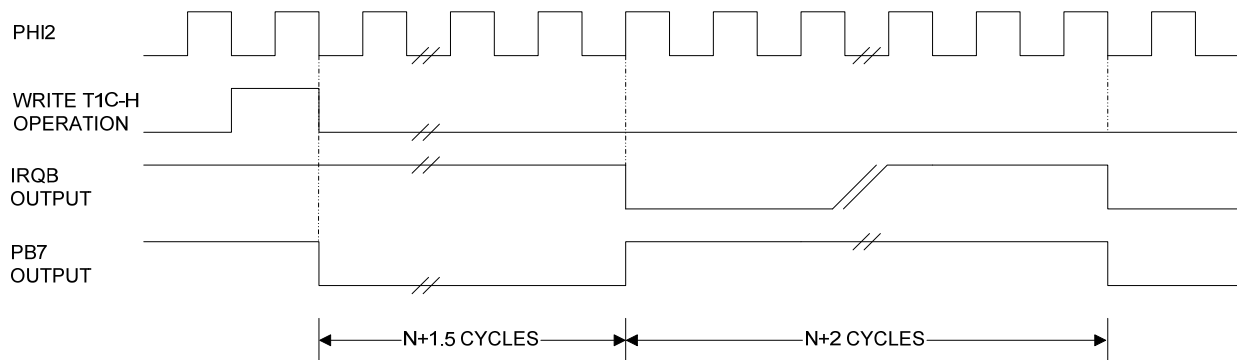 PHI2
WRITE T1C-H
OPERATION
IRQB
OUTPUT
PB7
OUTPUT
N+1.5 CYCLES
N+2 CYCLES